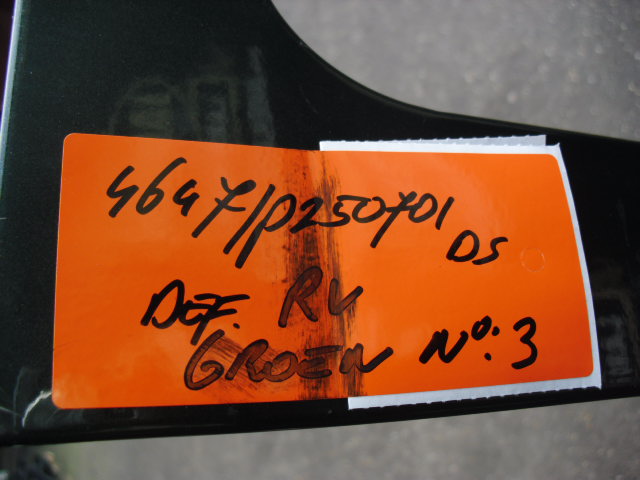 4647/P250701
DS
DEF. RV
GROEN Nº: 3